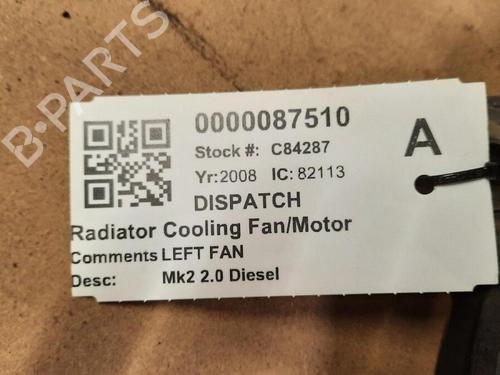 B·PARTS
0000087510
Stock #: C84287
A
Yr:2008 IC: 82113
DISPATCH
Radiator Cooling Fan/Motor
Comments LEFT FAN
Desc: Mk2 2.0 Diesel